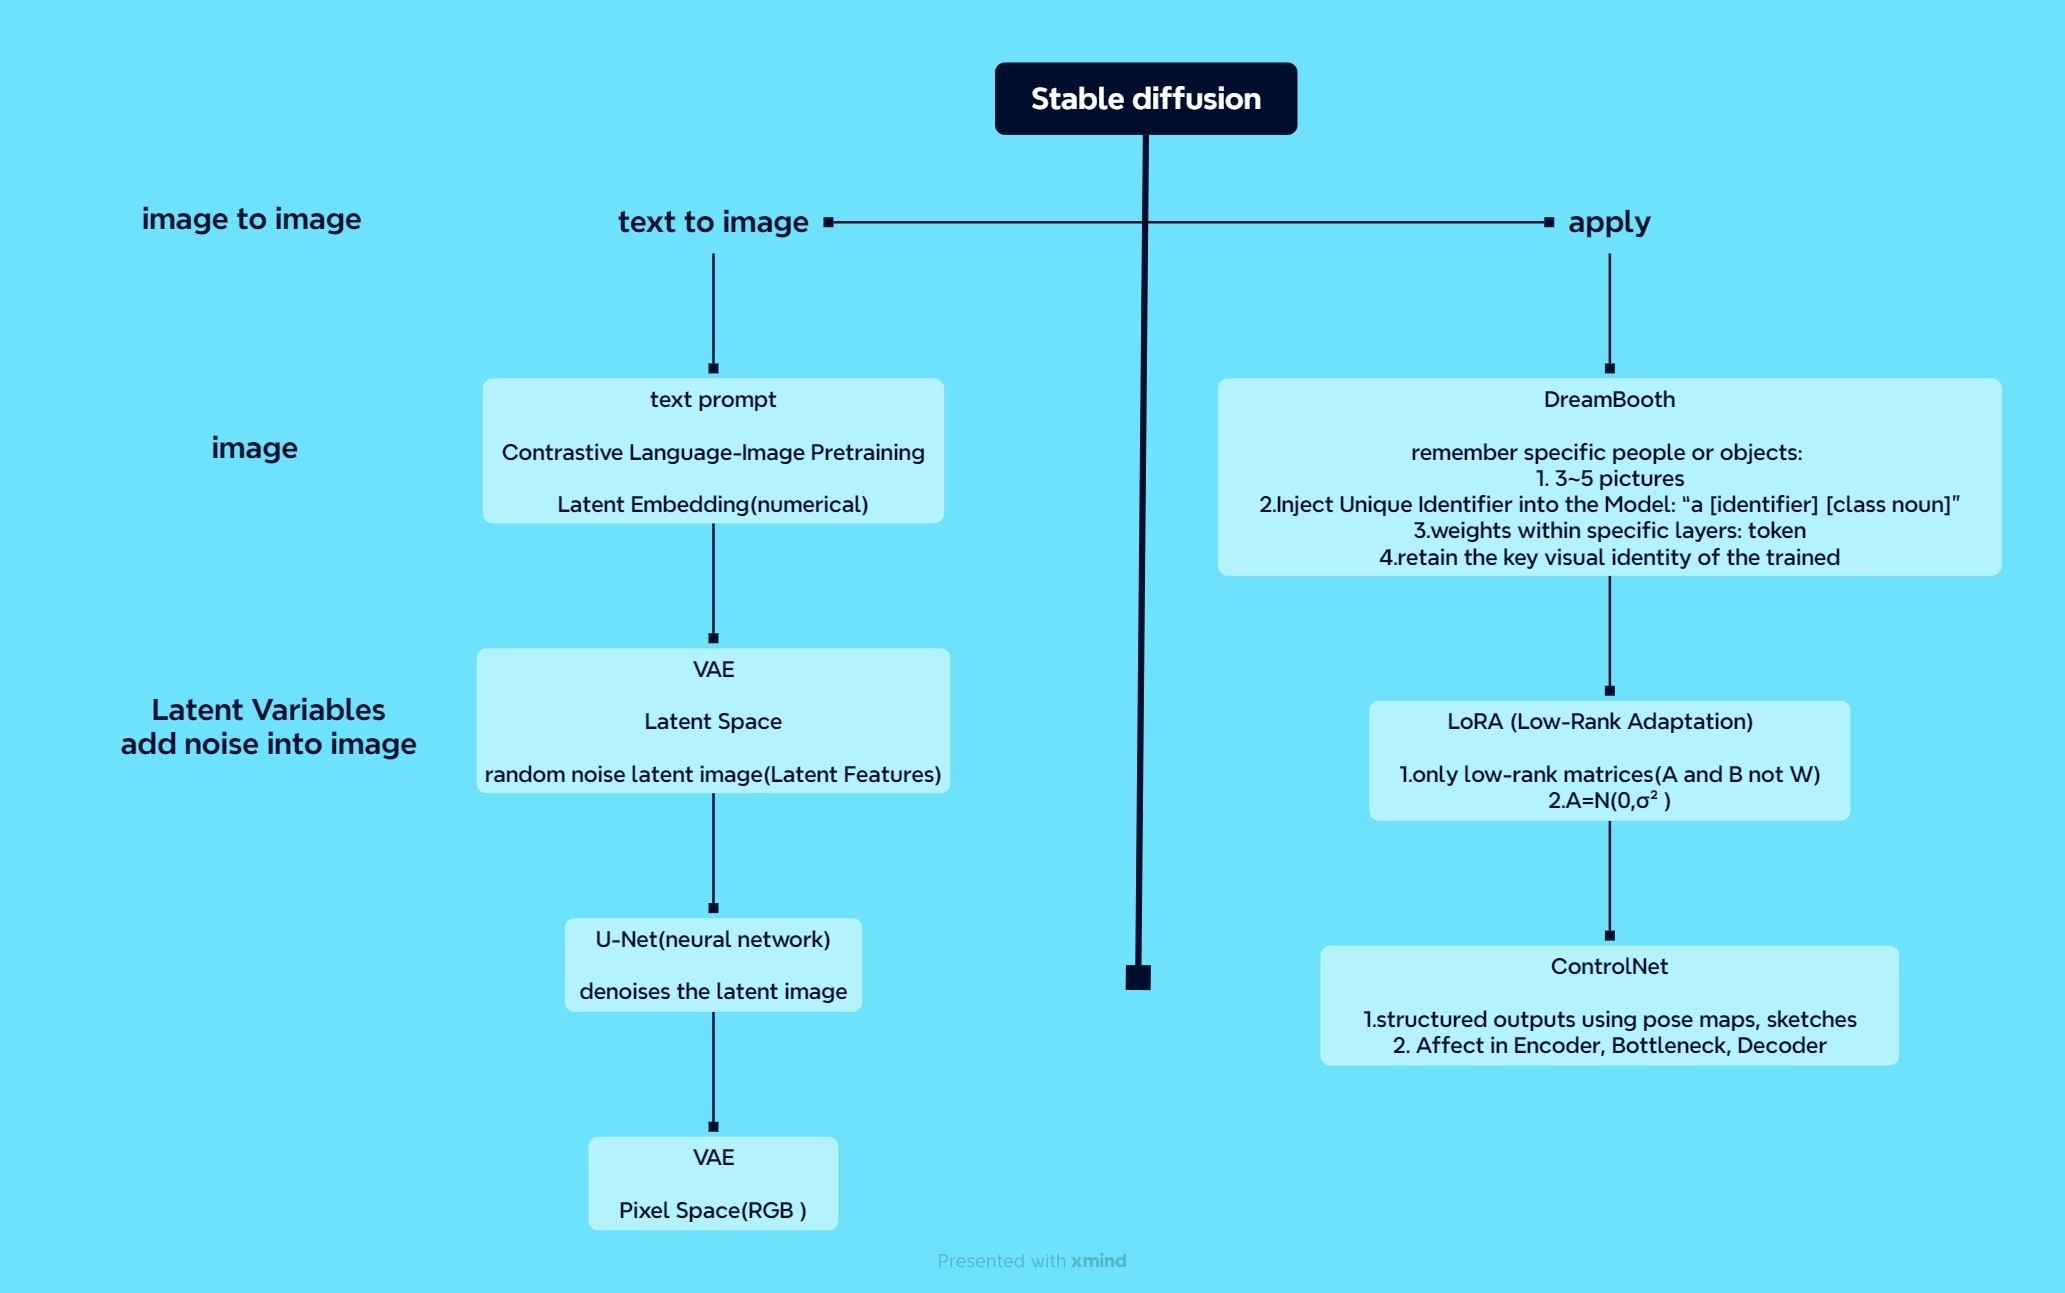 Stable diffusion
image to image
text to image
apply
image
text prompt
Contrastive Language-Image Pretraining
Latent Embedding(numerical)
DreamBooth
remember specific people or objects:
1. 3~5 pictures
2.Inject Unique Identifier into the Model: “a [identifier] [class noun]”
3.weights within specific layers: token
4.retain the key visual identity of the trained
Latent Variables
add noise into image
VAE
Latent Space
random noise latent image(Latent Features)
LoRA (Low-Rank Adaptation)
1.only low-rank matrices(A and B not W)
2.A=N(0,σ² )
U-Net(neural network)
denoises the latent image
ControlNet
1.structured outputs using pose maps, sketches
2. Affect in Encoder, Bottleneck, Decoder
VAE
Pixel Space(RGB )
Presented with xmind